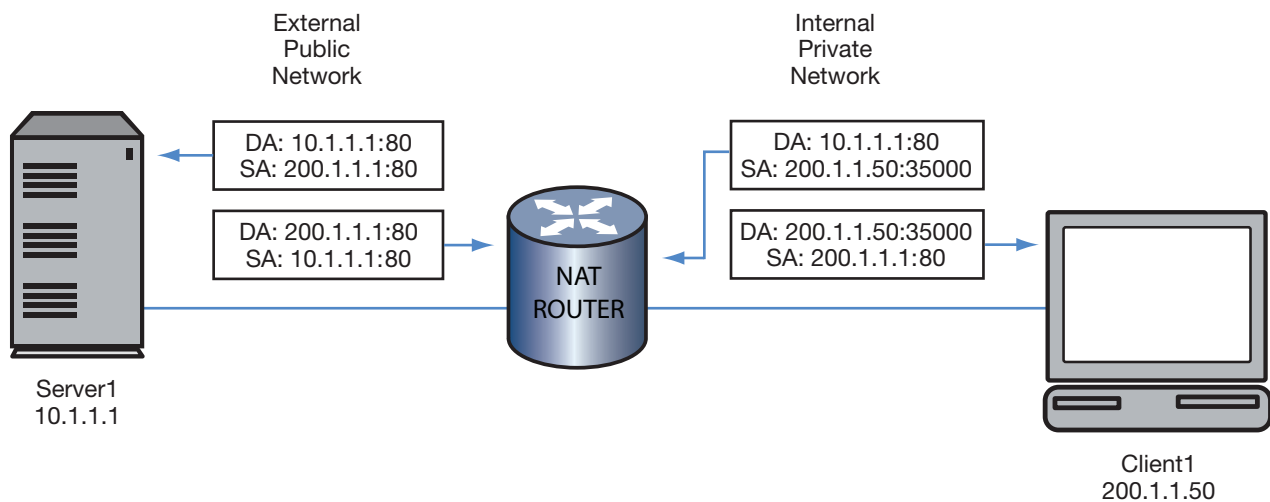 External
Public
Network
Internal
Private
Network
DA: 10.1.1.1:80
SA: 200.1.1.1:80
DA: 10.1.1.1:80
SA: 200.1.1.50:35000
DA: 200.1.1.1:80
SA: 10.1.1.1:80
DA: 200.1.1.50:35000
SA: 200.1.1.1:80
NAT
ROUTER
Server1
10.1.1.1
Client1
200.1.1.50